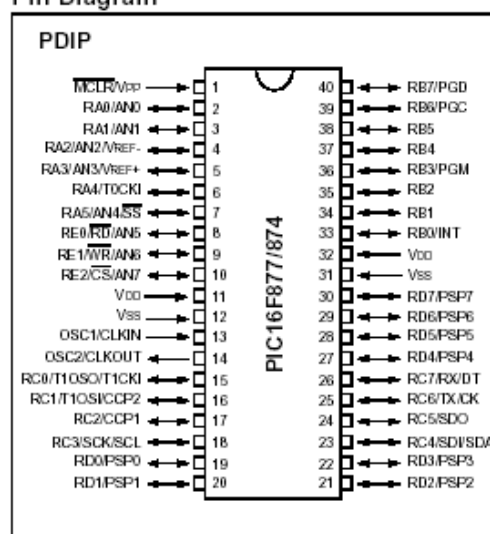 Pin Diagram
PDIP
MCLR/VPP 1
RA0/AN0 2
RA1/AN1 3
RA2/AN2/VREF- 4
RA3/AN3/VREF+ 5
RA4/T0CKI 6
RA5/AN4/SS 7
RE0/RD/AN5 8
RE1/WR/AN6 9
RE2/CS/AN7 10
VDD 11
VSS 12
OSC1/CLKIN 13
OSC2/CLKOUT 14
RC0/T1OSO/T1CKI 15
RC1/T1OSI/CCP2 16
RC2/CCP1 17
RC3/SCK/SCL 18
RD0/PSP0 19
RD1/PSP1 20
PIC16F877/874
40 RB7/PGD
39 RB6/PGC
38 RB5
37 RB4
36 RB3/PGM
35 RB2
34 RB1
33 RB0/INT
32 VDD
31 VSS
30 RD7/PSP7
29 RD6/PSP6
28 RD5/PSP5
27 RD4/PSP4
26 RC7/RX/DT
25 RC6/TX/CK
24 RC5/SDO
23 RC4/SDI/SDA
22 RD3/PSP3
21 RD2/PSP2